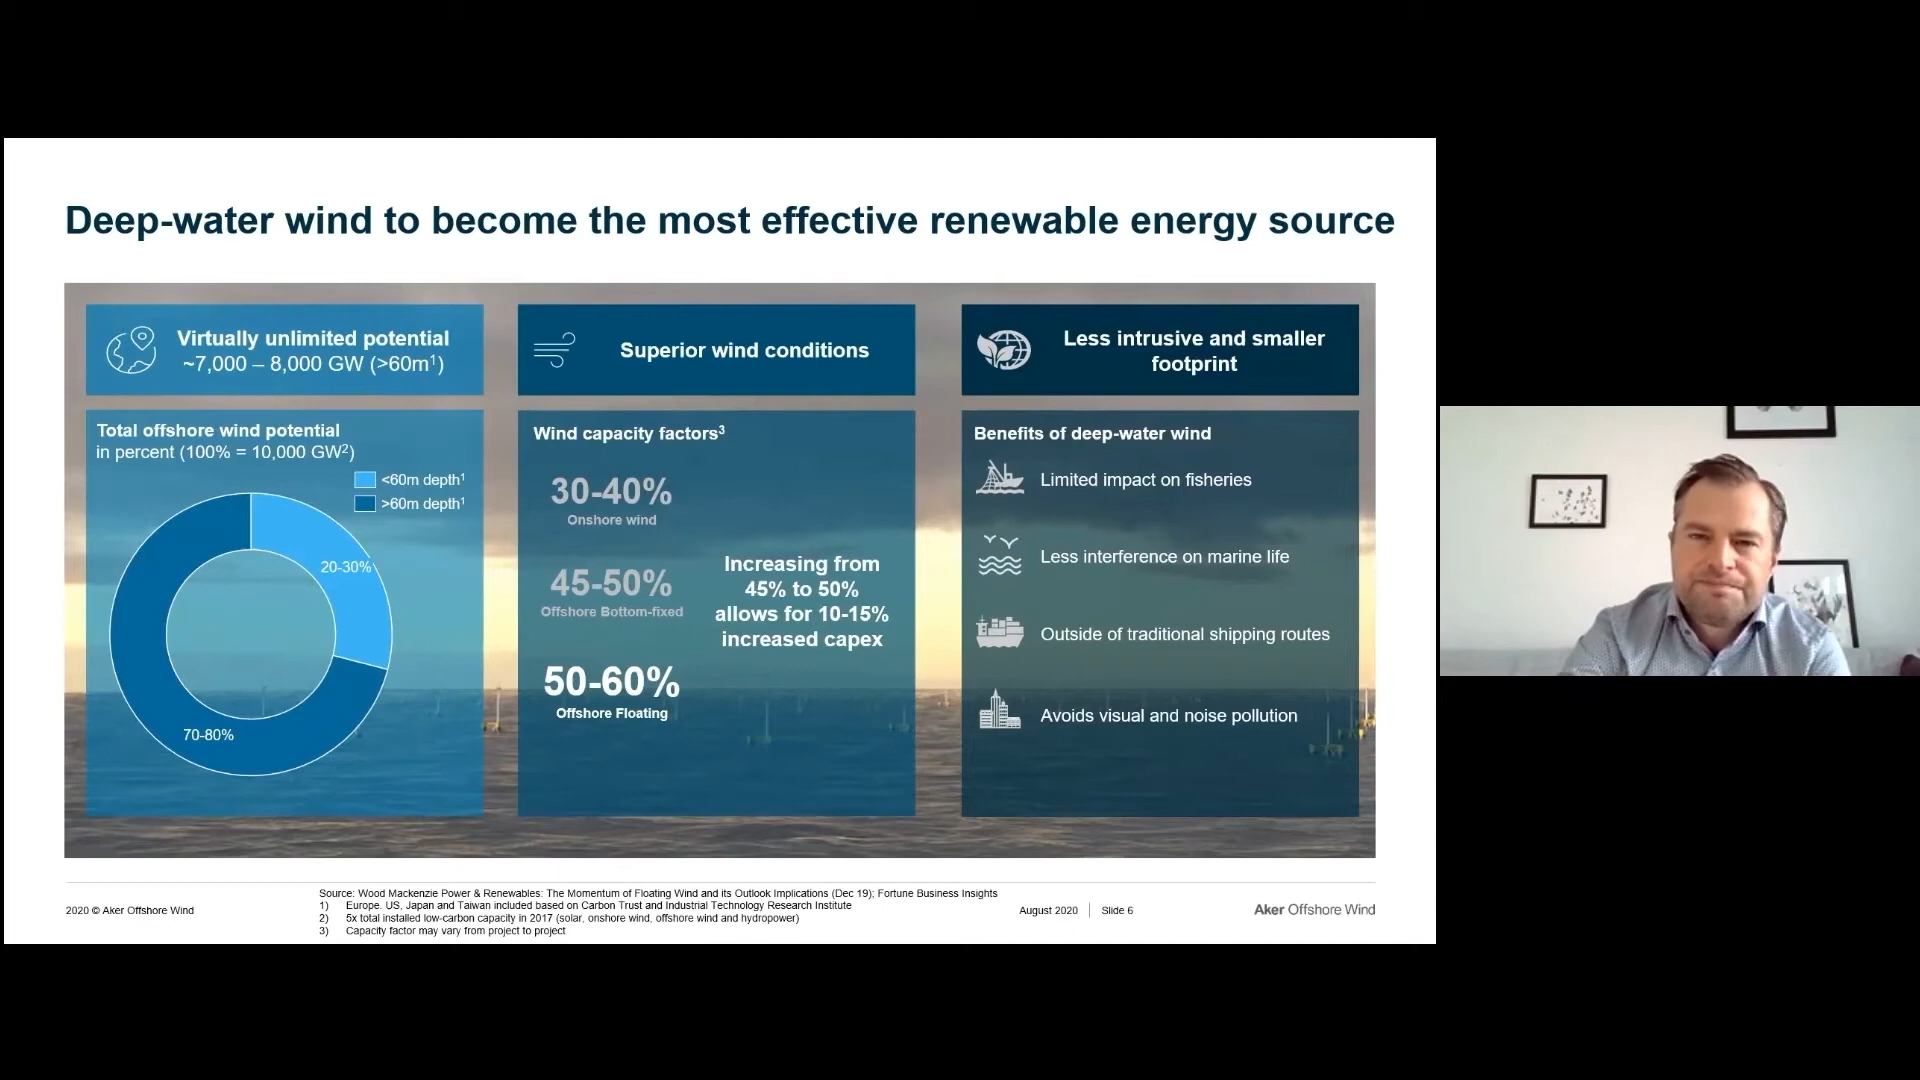 Deep-water wind to become the most effective renewable energy source
Virtually unlimited potential
~7,000 – 8,000 GW (>60m¹)
Total offshore wind potential
in percent (100% = 10,000 GW²)
<60m depth¹
>60m depth¹
20-30%
70-80%
Superior wind conditions
Wind capacity factors³
30-40%
Onshore wind
45-50%
Offshore Bottom-fixed
50-60%
Offshore Floating
Increasing from
45% to 50%
allows for 10-15%
increased capex
Less intrusive and smaller
footprint
Benefits of deep-water wind
Limited impact on fisheries
Less interference on marine life
Outside of traditional shipping routes
Avoids visual and noise pollution
2020 © Aker Offshore Wind
Source: Wood Mackenzie Power & Renewables: The Momentum of Floating Wind and its Outlook Implications (Dec 19); Fortune Business Insights
1) Europe. US, Japan and Taiwan included based on Carbon Trust and Industrial Technology Research Institute
2) 5x total installed low-carbon capacity in 2017 (solar, onshore wind, offshore wind and hydropower)
3) Capacity factor may vary from project to project
August 2020 | Slide 6
Aker Offshore Wind